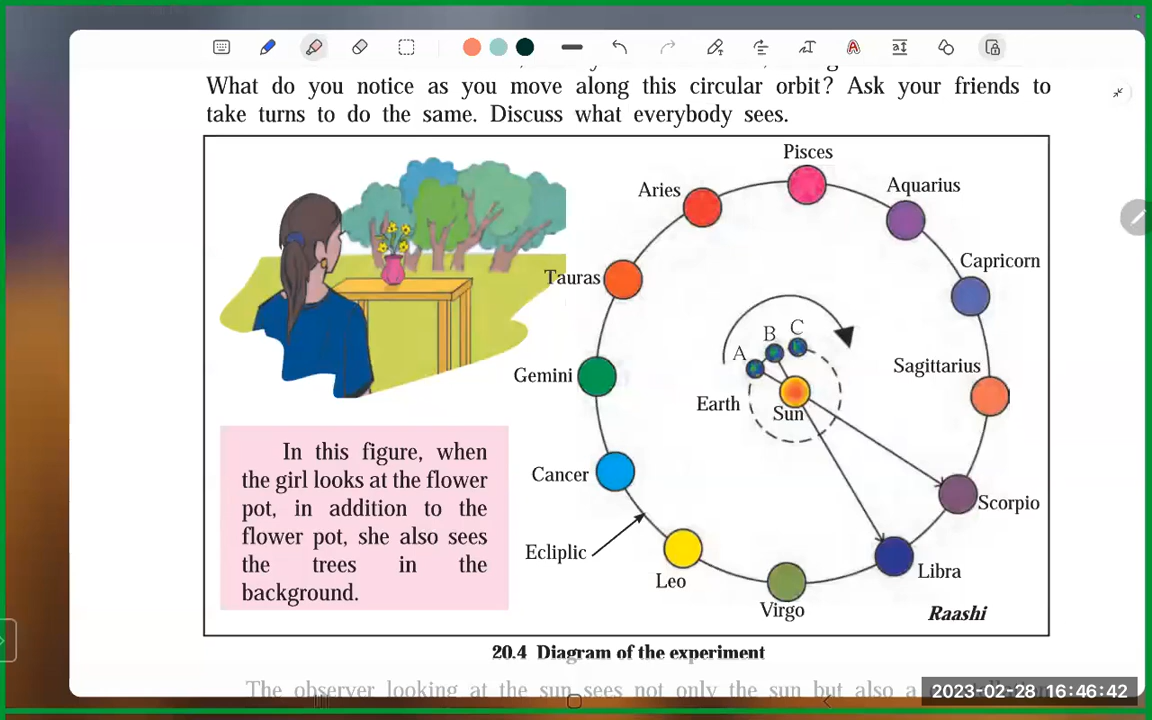 What do you notice as you move along this circular orbit? Ask your friends to
take turns to do the same. Discuss what everybody sees.
Pisces
Aries
Aquarius
Tauras
Capricorn
A
B
C
Gemini
Sagittarius
Earth
Sun
In this figure, when
the girl looks at the flower
pot, in addition to the
flower pot, she also sees
the trees in the
background.
Cancer
Scorpio
Ecliplic
Leo
Libra
Virgo
Raashi
20.4 Diagram of the experiment
The observer looking at the sun sees not only the sun but also a
2023-02-28 16:46:42